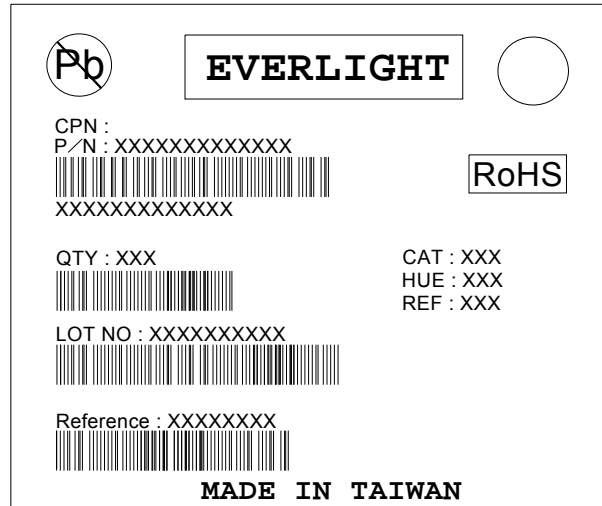 Pb
EVERLIGHT
CPN :
P/N : XXXXXXXXXXXXX
RoHS
XXXXXXXXXXXXX
QTY : XXX
CAT : XXX
HUE : XXX
REF : XXX
LOT NO : XXXXXXXXXX
Reference : XXXXXXXX
MADE IN TAIWAN